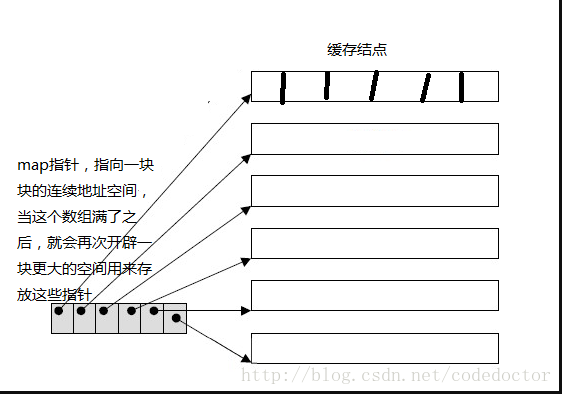 缓存结点
map指针，指向一块
块的连续地址空间，
当这个数组满了之
后，就会再次开辟一
块更大的空间用来存
放这些指针
http://blog.csdn.net/codedoctor